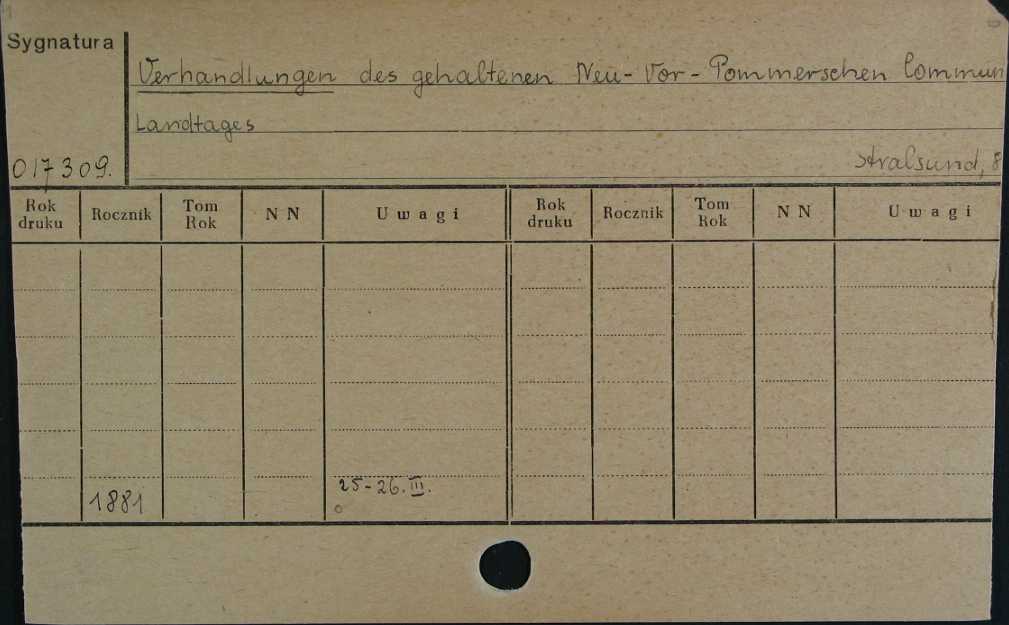 Sygnatura
Verhandlungen des gehaltenen Neu-Vor-Pommerschen Commun
Landtages
017309.
Stralsund, 8
Rok druku Rocznik Tom Rok N N Uwagi Rok druku Rocznik Tom Rok N N Uwagi
1881 25-26.III.